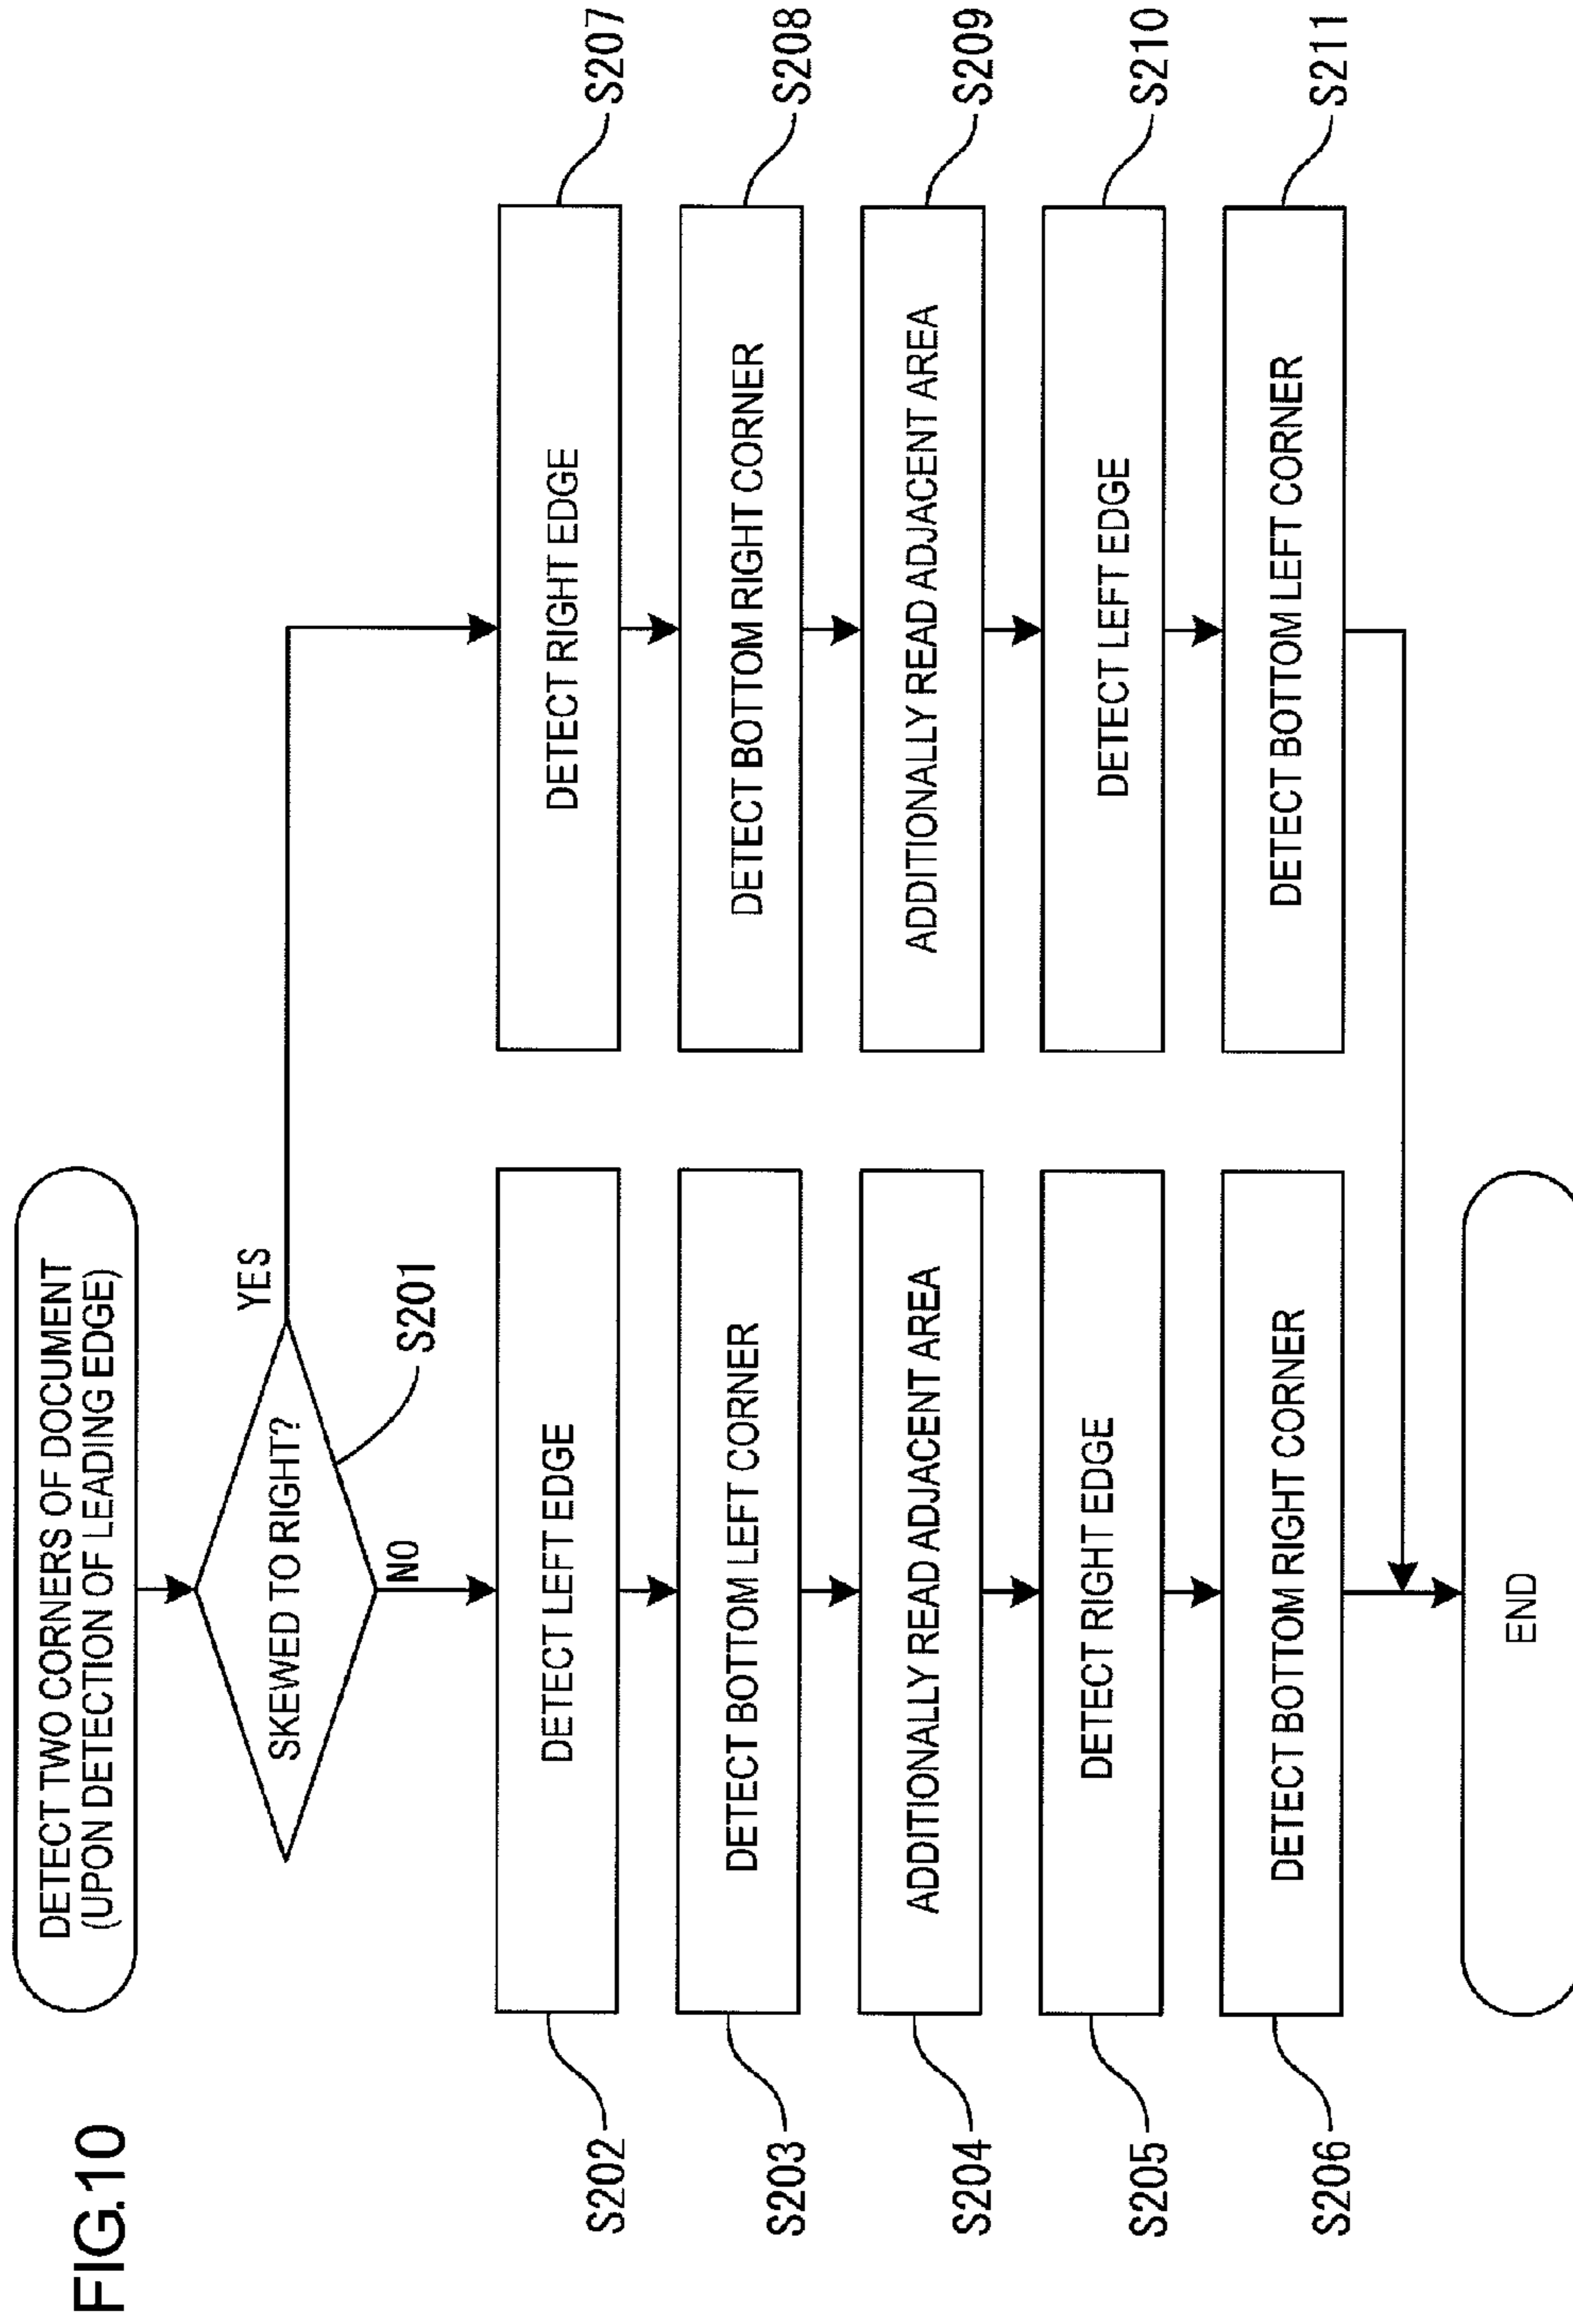 FIG.10
DETECT TWO CORNERS OF DOCUMENT
(UPON DETECTION OF LEADING EDGE)
SKEWED TO RIGHT?
YES
S201
NO
S202
DETECT LEFT EDGE
S203
DETECT BOTTOM LEFT CORNER
S204
ADDITIONALLY READ ADJACENT AREA
S205
DETECT RIGHT EDGE
S206
DETECT BOTTOM RIGHT CORNER
DETECT RIGHT EDGE
S207
DETECT BOTTOM RIGHT CORNER
S208
ADDITIONALLY READ ADJACENT AREA
S209
DETECT LEFT EDGE
S210
DETECT BOTTOM LEFT CORNER
S211
END